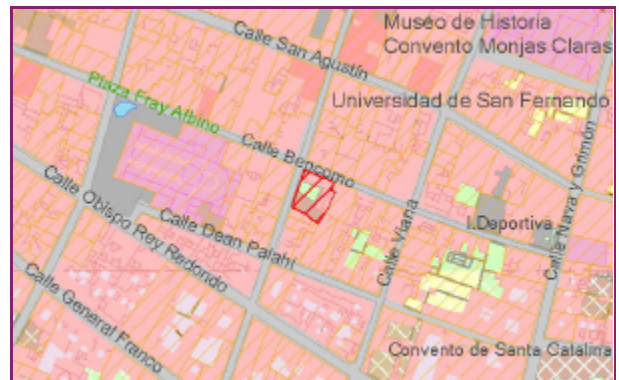 Museo de Historia
Convento Monjas Claras
Calle San Agustín
Universidad de San Fernando
Plaza Fray Albino
Calle Bencomo
Calle Nava y Grimón
Calle Viana
I.Deportiva
Calle Obispo Rey Redondo
Calle Dean Palahi
Calle General Franco
Convento de Santa Catalina